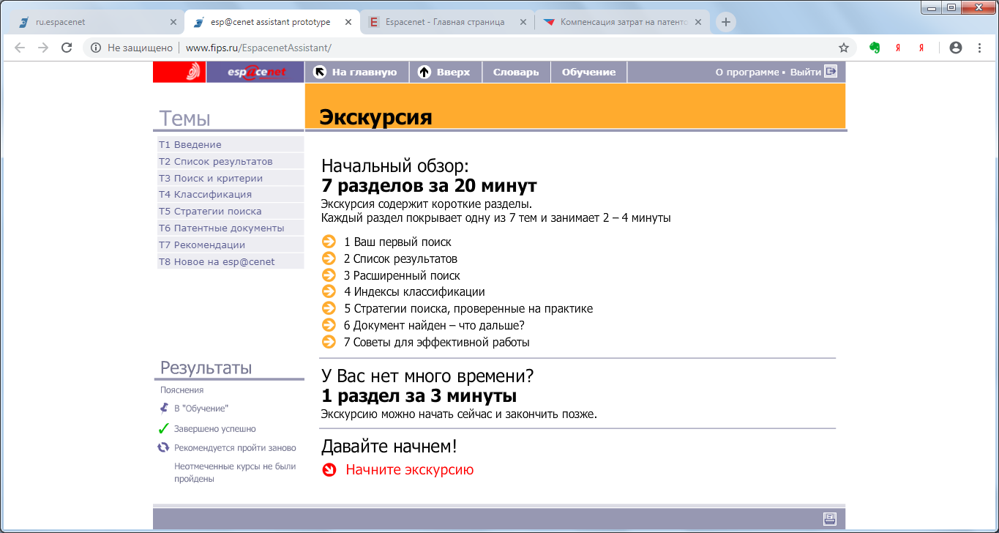 ru.espacenet
esp@cenet assistant prototype
Espacenet - Главная страница
Компенсация затрат на патенто
Не защищено
www.fips.ru/EspacenetAssistant/
esp@cenet
На главную
Вверх
Словарь
Обучение
О программе
Выйти
Темы
Экскурсия
T1 Введение
T2 Список результатов
T3 Поиск и критерии
T4 Классификация
T5 Стратегии поиска
T6 Патентные документы
T7 Рекомендации
T8 Новое на esp@cenet
Начальный обзор:
7 разделов за 20 минут
Экскурсия содержит короткие разделы.
Каждый раздел покрывает одну из 7 тем и занимает 2 – 4 минуты
1 Ваш первый поиск
2 Список результатов
3 Расширенный поиск
4 Индексы классификации
5 Стратегии поиска, проверенные на практике
6 Документ найден – что дальше?
7 Советы для эффективной работы
Результаты
Пояснения
В "Обучение"
Завершено успешно
Рекомендуется пройти заново
Неотмеченные курсы не были
пройдены
У Вас нет много времени?
1 раздел за 3 минуты
Экскурсию можно начать сейчас и закончить позже.
Давайте начнем!
Начните экскурсию